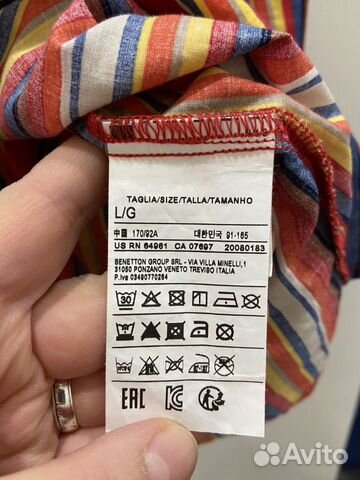 TAGLIA/SIZE/TALLA/TAMANHO
L/G
中国 170/92A 대한민국 91-165
US RN 64961 CA 07697 20080183
BENETTON GROUP SRL - VIA VILLA MINELLI,1
31050 PONZANO VENETO TREVISO ITALIA
P.Iva 03490770264
30
EAC
KC
Avito